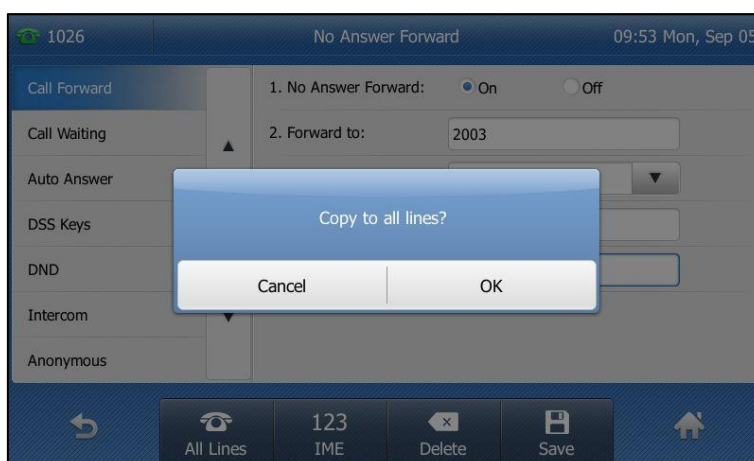 1026 No Answer Forward 09:53 Mon, Sep 05
Call Forward
1. No Answer Forward: On Off
Call Waiting
2. Forward to: 2003
Auto Answer
Copy to all lines?
DSS Keys
DND
Cancel OK
Intercom
Anonymous
123
All Lines IME Delete Save